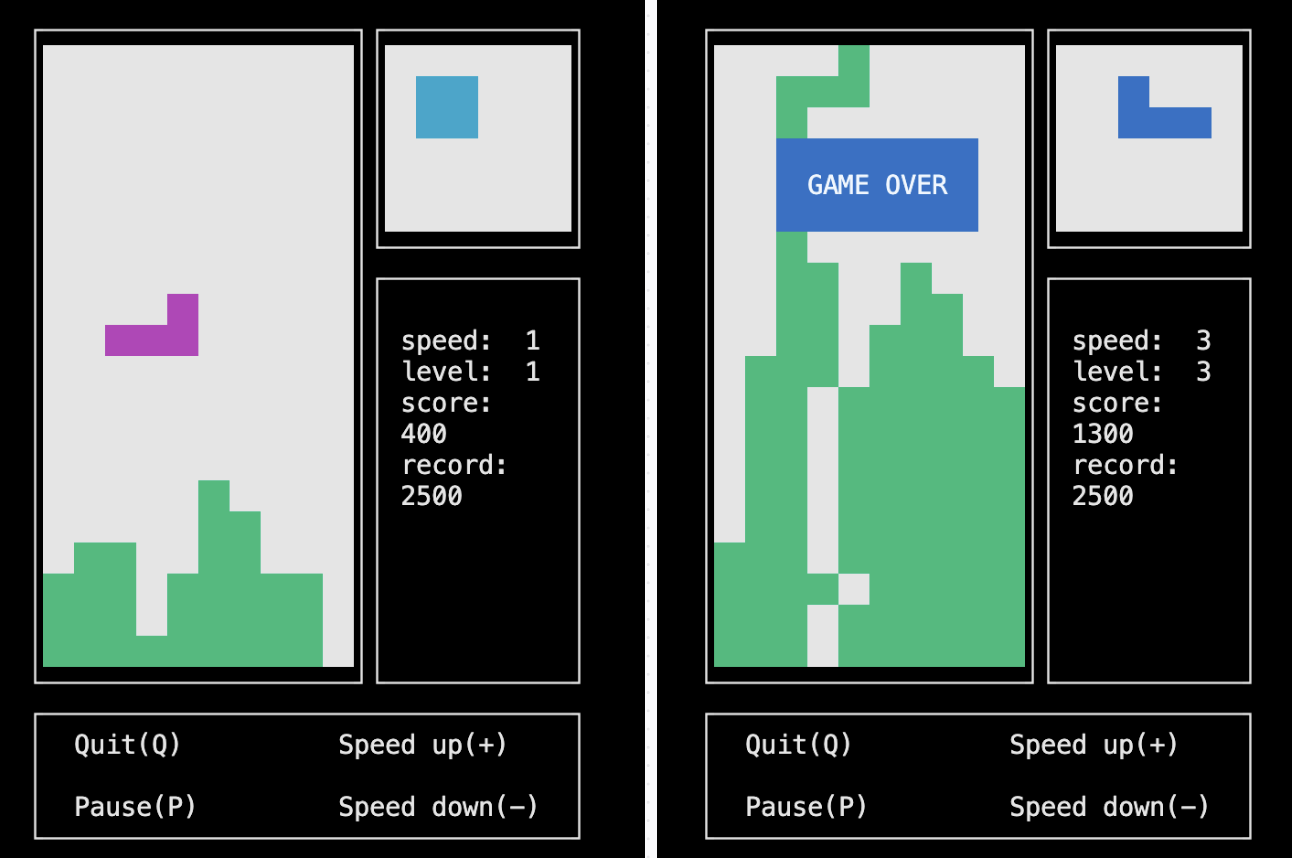 speed: 1
level: 1
score:
400
record:
2500
Quit(Q) Speed up(+)
Pause(P) Speed down(-)
GAME OVER
speed: 3
level: 3
score:
1300
record:
2500
Quit(Q) Speed up(+)
Pause(P) Speed down(-)